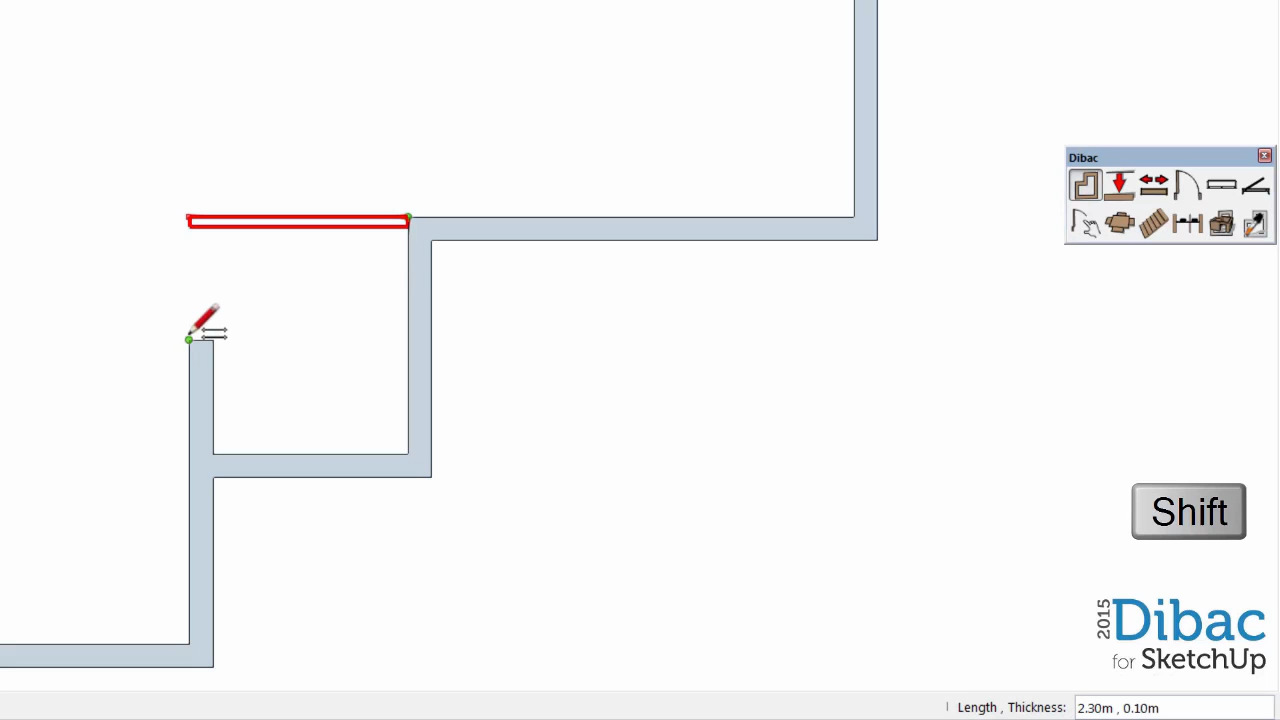 Dibac
Shift
2015
Dibac
for SketchUp
Length , Thickness: 2.30m , 0.10m